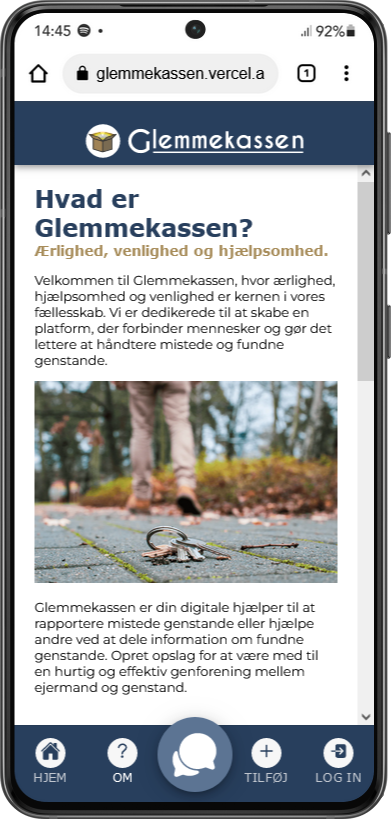 14:45
92%
glemmekassen.vercel.a
1
Glemmekassen
Hvad er
Glemmekassen?
Ærlighed, venlighed og hjælpsomhed.
Velkommen til Glemmekassen, hvor ærlighed,
hjælpsomhed og venlighed er kernen i vores
fællesskab. Vi er dedikerede til at skabe en
platform, der forbinder mennesker og gør det
lettere at håndtere mistede og fundne
genstande.
Glemmekassen er din digitale hjælper til at
rapportere mistede genstande eller hjælpe
andre ved at dele information om fundne
genstande. Opret opslag for at være med til
en hurtig og effektiv genforening mellem
ejermand og genstand.
HJEM
?
OM
TILFØJ
LOG IN